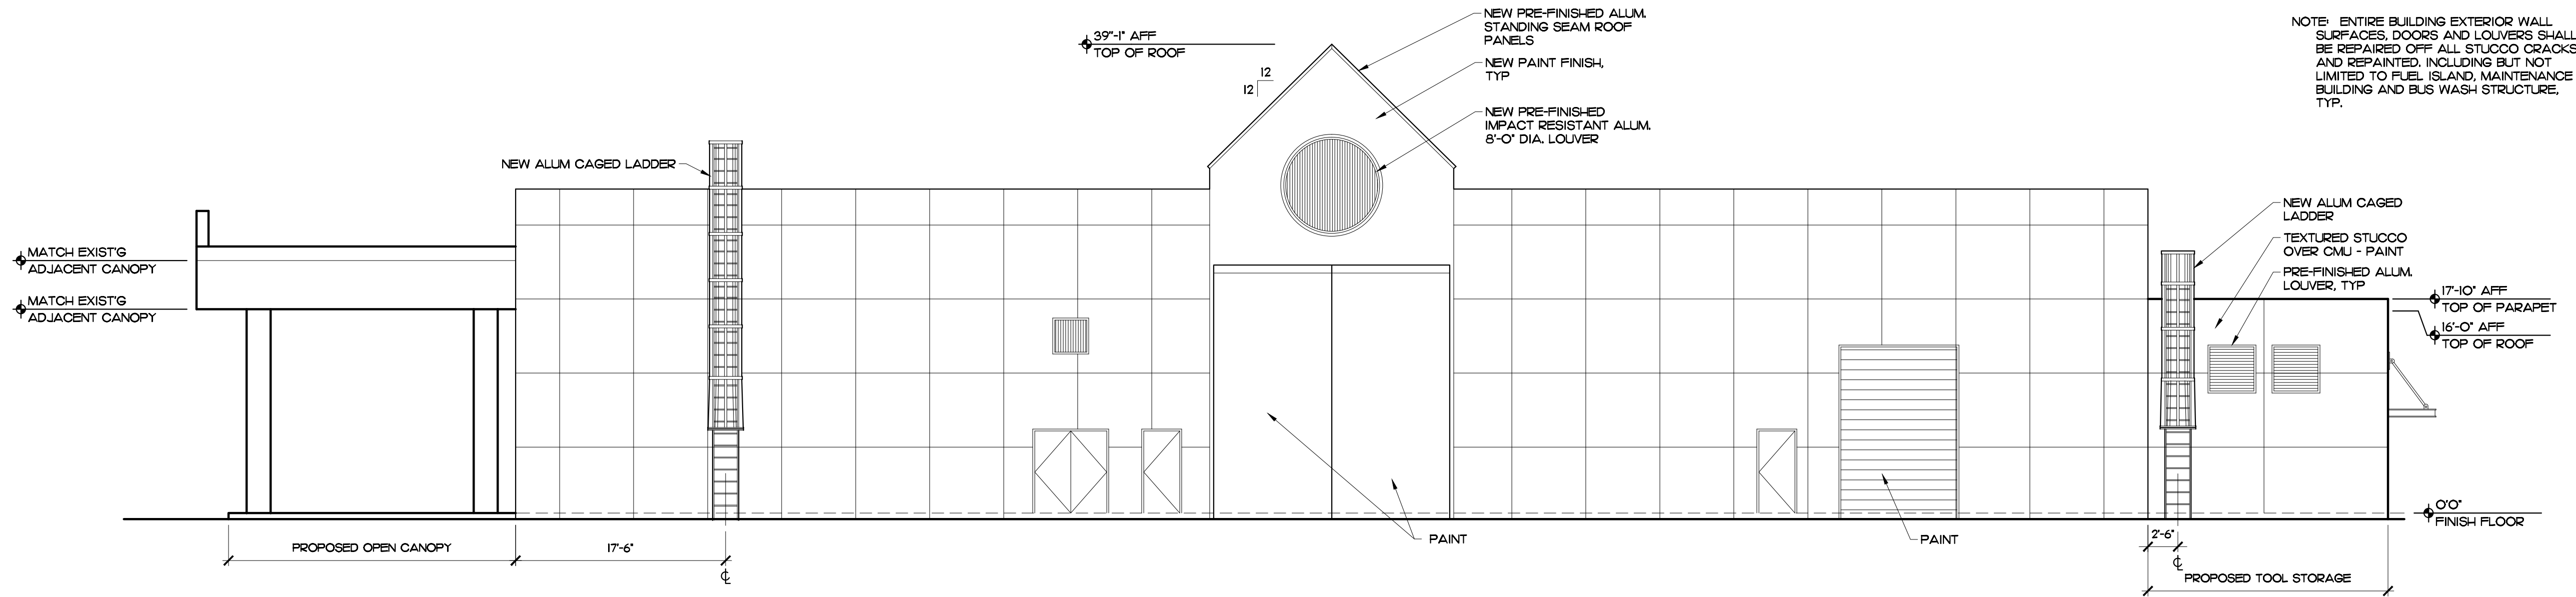 NOTE: ENTIRE BUILDING EXTERIOR WALL
SURFACES, DOORS AND LOUVERS SHALL
BE REPAIRED OFF ALL STUCCO CRACKS
AND REPAINTED. INCLUDING BUT NOT
LIMITED TO FUEL ISLAND, MAINTENANCE
BUILDING AND BUS WASH STRUCTURE,
TYP.
39"-1" AFF
TOP OF ROOF
12
12
NEW PRE-FINISHED ALUM.
STANDING SEAM ROOF
PANELS
NEW PAINT FINISH,
TYP
NEW PRE-FINISHED
IMPACT RESISTANT ALUM.
8'-0" DIA. LOUVER
NEW ALUM CAGED LADDER
MATCH EXIST'G
ADJACENT CANOPY
MATCH EXIST'G
ADJACENT CANOPY
NEW ALUM CAGED
LADDER
TEXTURED STUCCO
OVER CMU - PAINT
PRE-FINISHED ALUM.
LOUVER, TYP
17'-10" AFF
TOP OF PARAPET
16'-0" AFF
TOP OF ROOF
0'0"
FINISH FLOOR
PROPOSED OPEN CANOPY
17'-6"
℄
PAINT
PAINT
2'-6"
℄
PROPOSED TOOL STORAGE